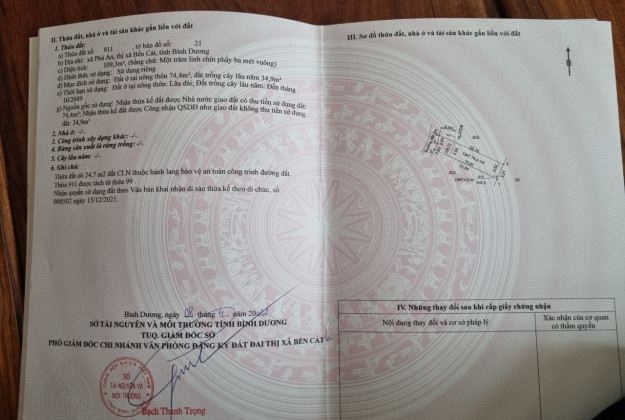 II. Thửa đất, nhà ở và tài sản khác gắn liền với đất
1. Thửa đất:
a) Thửa đất số: 911 , tờ bản đồ số: 21
b) Địa chỉ: xã Phú An, thị xã Bến Cát, tỉnh Bình Dương
c) Diện tích: 109,3m², (bằng chữ: Một trăm linh chín phẩy ba mét vuông)
d) Hình thức sử dụng: Sử dụng riêng
đ) Mục đích sử dụng: Đất ở tại nông thôn 74,4m², đất trồng cây lâu năm 34,9m²
e) Thời hạn sử dụng: Đất ở tại nông thôn: Lâu dài; Đất trồng cây lâu năm: Đến tháng
10/2049
g) Nguồn gốc sử dụng: Nhận thừa kế đất được Nhà nước giao đất có thu tiền sử dụng đất:
74,4m²; Nhận thừa kế đất được Công nhận QSDĐ như giao đất không thu tiền sử dụng
đất: 34,9m²
2. Nhà ở: -/-
3. Công trình xây dựng khác: -/-
4. Rừng sản xuất là rừng trồng: -/-
5. Cây lâu năm: -/-
6. Ghi chú:
Thửa đất có 24,7 m2 đất CLN thuộc hành lang bảo vệ an toàn công trình đường đất.
Thửa 911 được tách từ thửa 99
Nhận quyền sử dụng đất theo Văn bản khai nhận di sản thừa kế theo di chúc, số
000502 ngày 15/12/2021.
Bình Dương, ngày 08 tháng năm
SỞ TÀI NGUYÊN VÀ MÔI TRƯỜNG TỈNH BÌNH DƯƠNG
TUQ. GIÁM ĐỐC SỞ
PHÓ GIÁM ĐỐC CHI NHÁNH VĂN PHÒNG ĐĂNG KÝ ĐẤT ĐAI THỊ XÃ BẾN CÁT
SỞ
TÀI NGUYÊN VÀ
MÔI TRƯỜNG
Bạch Thanh Trọng
III. Sơ đồ thửa đất, nhà ở và tài sản khác gắn liền với đất
IV. Những thay đổi sau khi cấp giấy chứng nhận
Nội dung thay đổi và cơ sở pháp lý
Xác nhận của cơ quan
có thẩm quyền